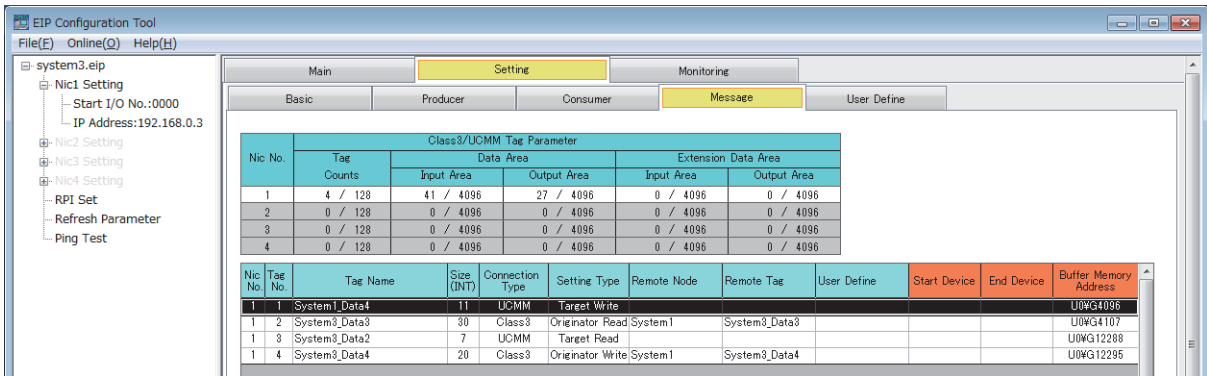 EIP Configuration Tool
File(F) Online(O) Help(H)
system3.eip
Nic1 Setting
Start I/O No.:0000
IP Address:192.168.0.3
Nic2 Setting
Nic3 Setting
Nic4 Setting
RPI Set
Refresh Parameter
Ping Test
Main Setting Monitoring
Basic Producer Consumer Message User Define
Class3/UCMM Tag Parameter
Nic No. Tag Counts Data Area Extension Data Area
Input Area Output Area Input Area Output Area
1 4 / 128 41 / 4096 27 / 4096 0 / 4096 0 / 4096
2 0 / 128 0 / 4096 0 / 4096 0 / 4096 0 / 4096
3 0 / 128 0 / 4096 0 / 4096 0 / 4096 0 / 4096
4 0 / 128 0 / 4096 0 / 4096 0 / 4096 0 / 4096
Nic No. Tag No. Tag Name Size (INT) Connection Type Setting Type Remote Node Remote Tag User Define Start Device End Device Buffer Memory Address
1 1 System1_Data4 11 UCMM Target Write U0¥G4096
1 2 System3_Data3 30 Class3 Originator Read System1 System3_Data3 U0¥G4107
1 3 System3_Data2 7 UCMM Target Read U0¥G12288
1 4 System3_Data4 20 Class3 Originator Write System1 System3_Data4 U0¥G12295